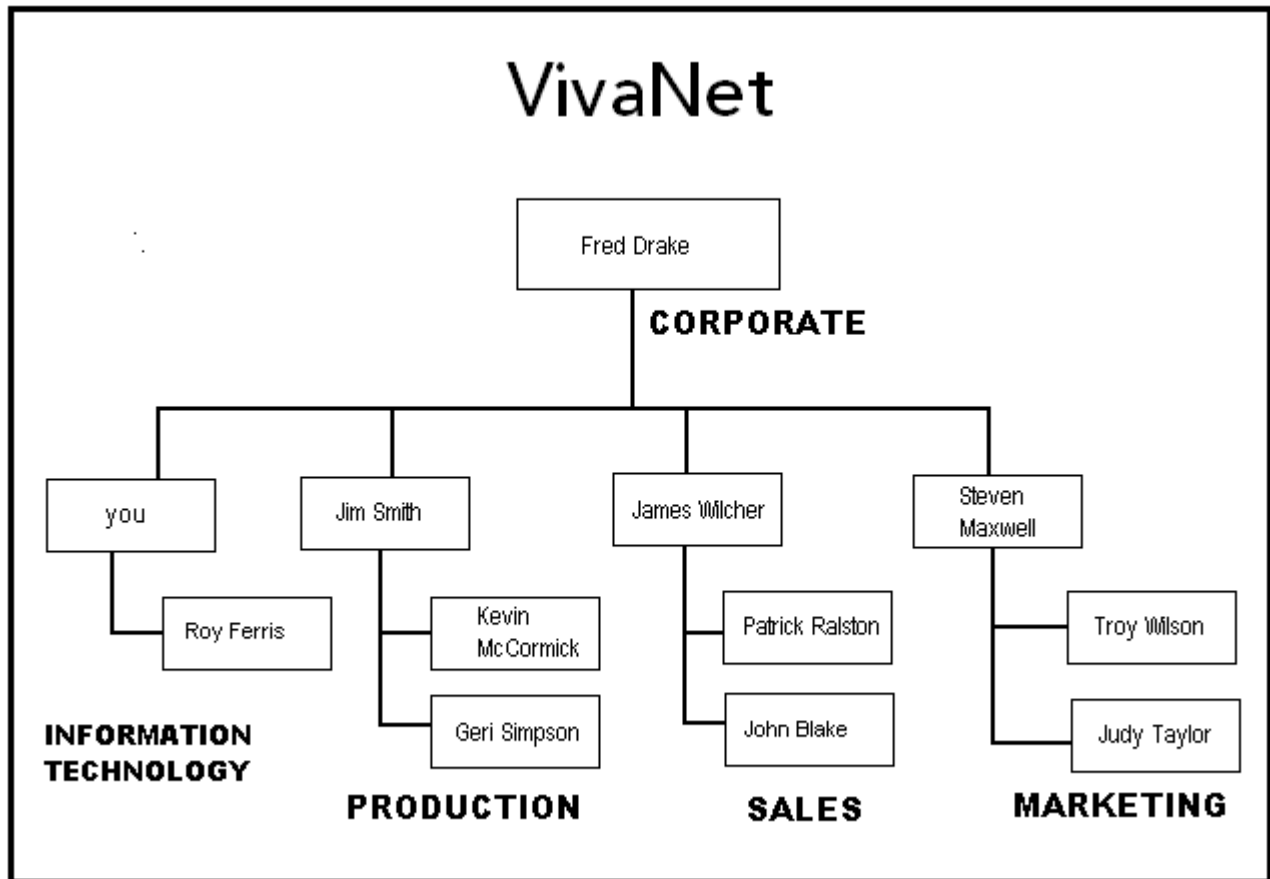 VivaNet
Fred Drake
CORPORATE
you
Jim Smith
James Wilcher
Steven
Maxwell
Roy Ferris
Kevin
McCormick
Patrick Ralston
Troy Wilson
Geri Simpson
John Blake
Judy Taylor
INFORMATION
TECHNOLOGY
PRODUCTION
SALES
MARKETING